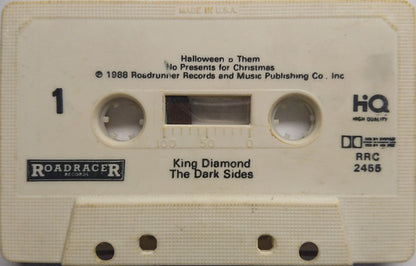 MADE IN U.S.A.
Halloween
Them
No Presents for Christmas
℗ 1988 Roadrunner Records and Music Publishing Co., Inc
1
HiQ
HIGH QUALITY
100 50 0
King Diamond
The Dark Sides
ROADRACER
RECORDS
RRC
2455